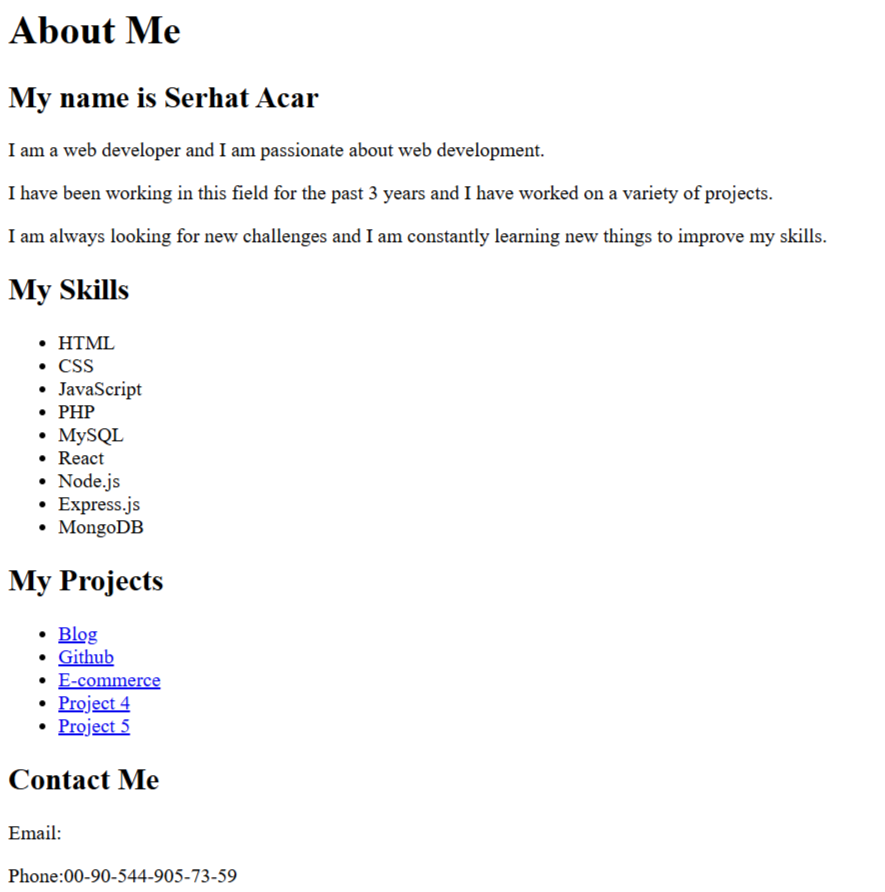 About Me
My name is Serhat Acar
I am a web developer and I am passionate about web development.
I have been working in this field for the past 3 years and I have worked on a variety of projects.
I am always looking for new challenges and I am constantly learning new things to improve my skills.
My Skills
HTML
CSS
JavaScript
PHP
MySQL
React
Node.js
Express.js
MongoDB
My Projects
Blog
Github
E-commerce
Project 4
Project 5
Contact Me
Email:
Phone:00-90-544-905-73-59